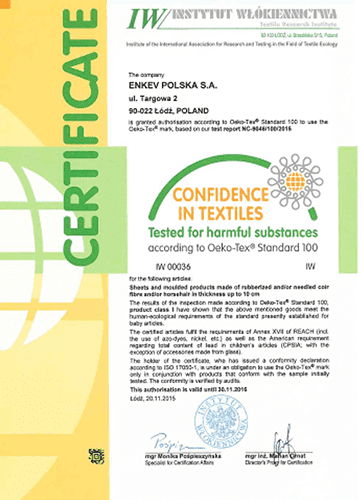 CERTIFICATE
IW INSTYTUT WŁÓKIENNICTWA
Textile Research Institute
Institute of the International Association for Research and Testing in the Field of Textile Ecology
The company
ENKEV POLSKA S.A.
ul. Targowa 2
90-022 Łódź, POLAND
is granted authorisation according to Oeko-Tex® Standard 100 to use the
Oeko-Tex® mark, based on our test report NC-9046/100/2015
CONFIDENCE
IN TEXTILES
Tested for harmful substances
according to Oeko-Tex® Standard 100
IW 00036 IW
for the following articles:
Sheets and moulded products made of rubberized and/or needled coir
fibre and/or horsehair in thickness up to 10 cm
The results of the inspection made according to Oeko-Tex® Standard 100,
product class I have shown that the above mentioned goods meet the
human-ecological requirements of the standard presently established for
baby articles.
The certified articles fulfil the requirements of Annex XVII of REACH (incl.
the use of azo-dyes, nickel, etc.) as well as the American requirement
regarding total content of lead in children's articles (CPSIA; with the
exception of accessories made from glass).
The holder of the certificate, who has issued a conformity declaration
according to ISO 17050-1, is under an obligation to use the Oeko-Tex® mark
only in conjunction with products that conform with the sample initially
tested. The conformity is verified by audits.
This authorisation is valid until 30.11.2016
Łódź, 20.11.2015
mgr Monika Pośpieszyńska
Specialist for Certification Affairs
mgr inż.
Director's Proxy for Certification